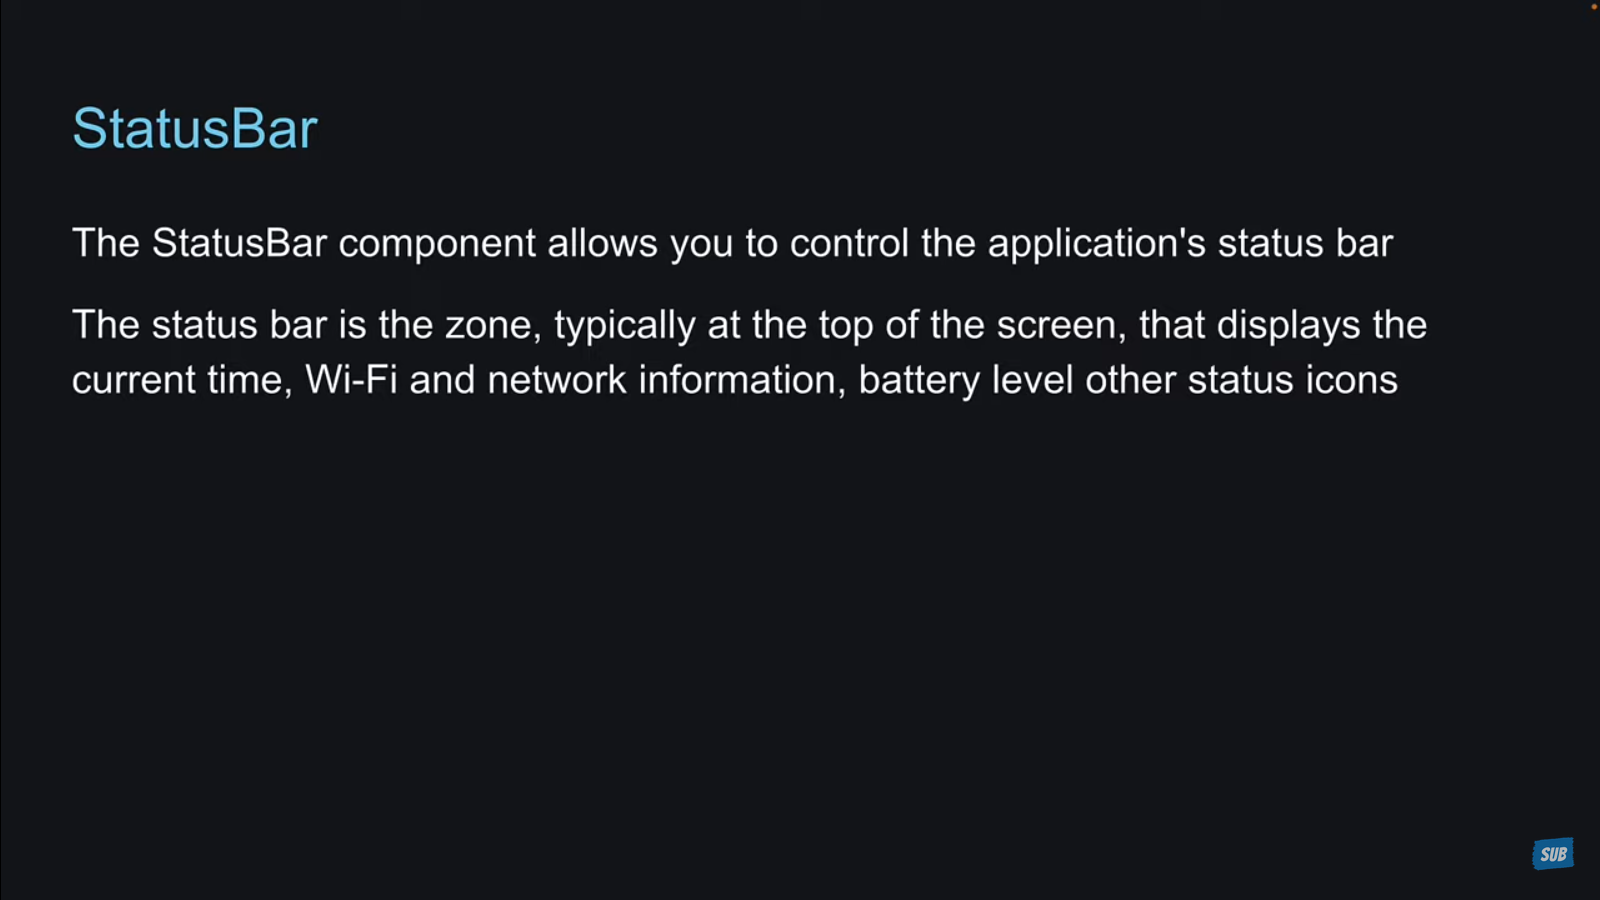 StatusBar
The StatusBar component allows you to control the application's status bar
The status bar is the zone, typically at the top of the screen, that displays the
current time, Wi-Fi and network information, battery level other status icons
SUB